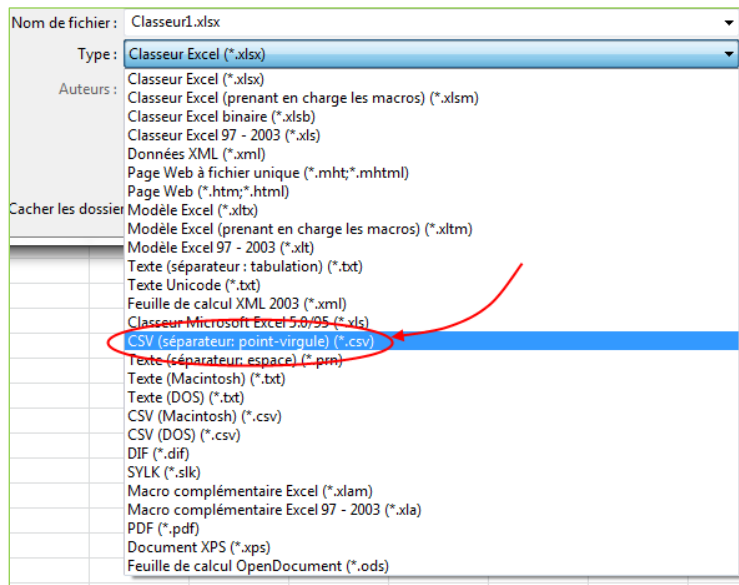 Nom de fichier : Classeur1.xlsx
Type : Classeur Excel (*.xlsx)
Auteurs :
Cacher les dossier
Classeur Excel (*.xlsx)
Classeur Excel (prenant en charge les macros) (*.xlsm)
Classeur Excel binaire (*.xlsb)
Classeur Excel 97 - 2003 (*.xls)
Données XML (*.xml)
Page Web à fichier unique (*.mht;*.mhtml)
Page Web (*.htm;*.html)
Modèle Excel (*.xltx)
Modèle Excel (prenant en charge les macros) (*.xltm)
Modèle Excel 97 - 2003 (*.xlt)
Texte (séparateur : tabulation) (*.txt)
Texte Unicode (*.txt)
Feuille de calcul XML 2003 (*.xml)
Classeur Microsoft Excel 5.0/95 (*.xls)
CSV (séparateur: point-virgule) (*.csv)
Texte (séparateur: espace) (*.prn)
Texte (Macintosh) (*.txt)
Texte (DOS) (*.txt)
CSV (Macintosh) (*.csv)
CSV (DOS) (*.csv)
DIF (*.dif)
SYLK (*.slk)
Macro complémentaire Excel (*.xlam)
Macro complémentaire Excel 97 - 2003 (*.xla)
PDF (*.pdf)
Document XPS (*.xps)
Feuille de calcul OpenDocument (*.ods)